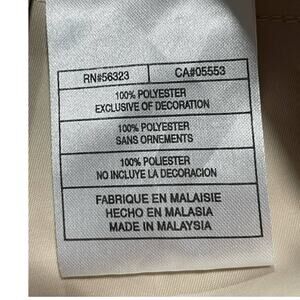 RN#56323 CA#05553
100% POLYESTER
EXCLUSIVE OF DECORATION
100% POLYESTER
SANS ORNEMENTS
100% POLIESTER
NO INCLUYE LA DECORACION
FABRIQUE EN MALAISIE
HECHO EN MALASIA
MADE IN MALAYSIA